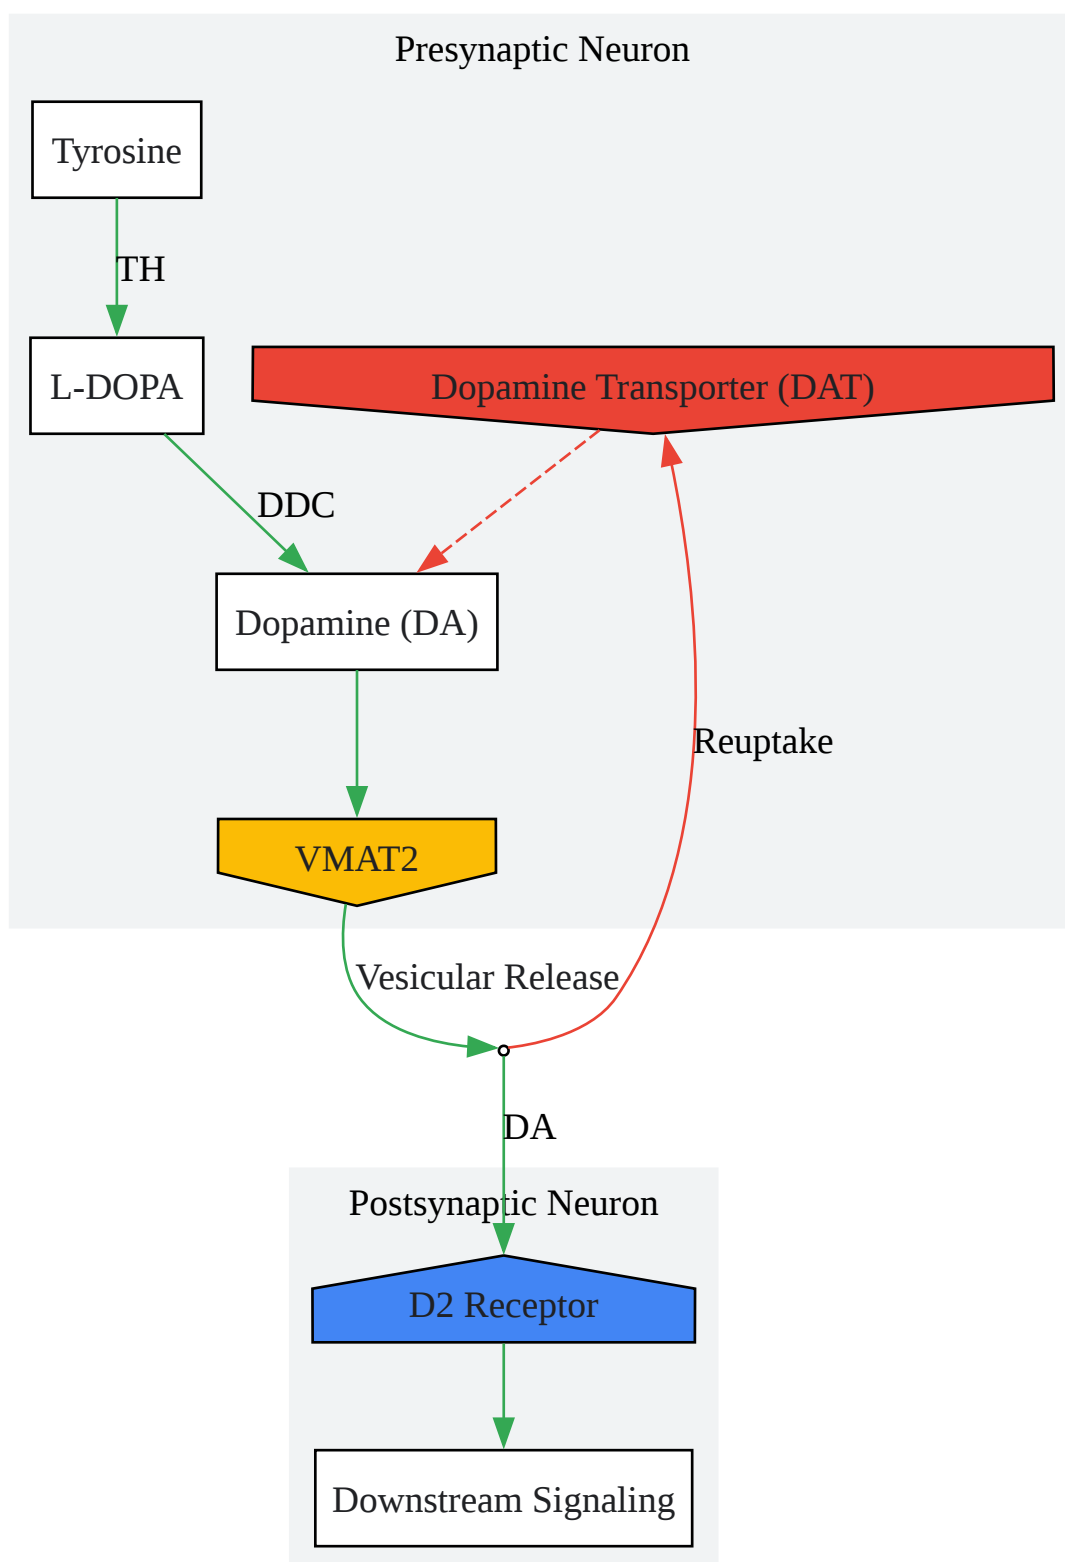 Presynaptic Neuron
Tyrosine
TH
L-DOPA
Dopamine Transporter (DAT)
DDC
Dopamine (DA)
Reuptake
VMAT2
Vesicular Release
DA
Postsynaptic Neuron
D2 Receptor
Downstream Signaling